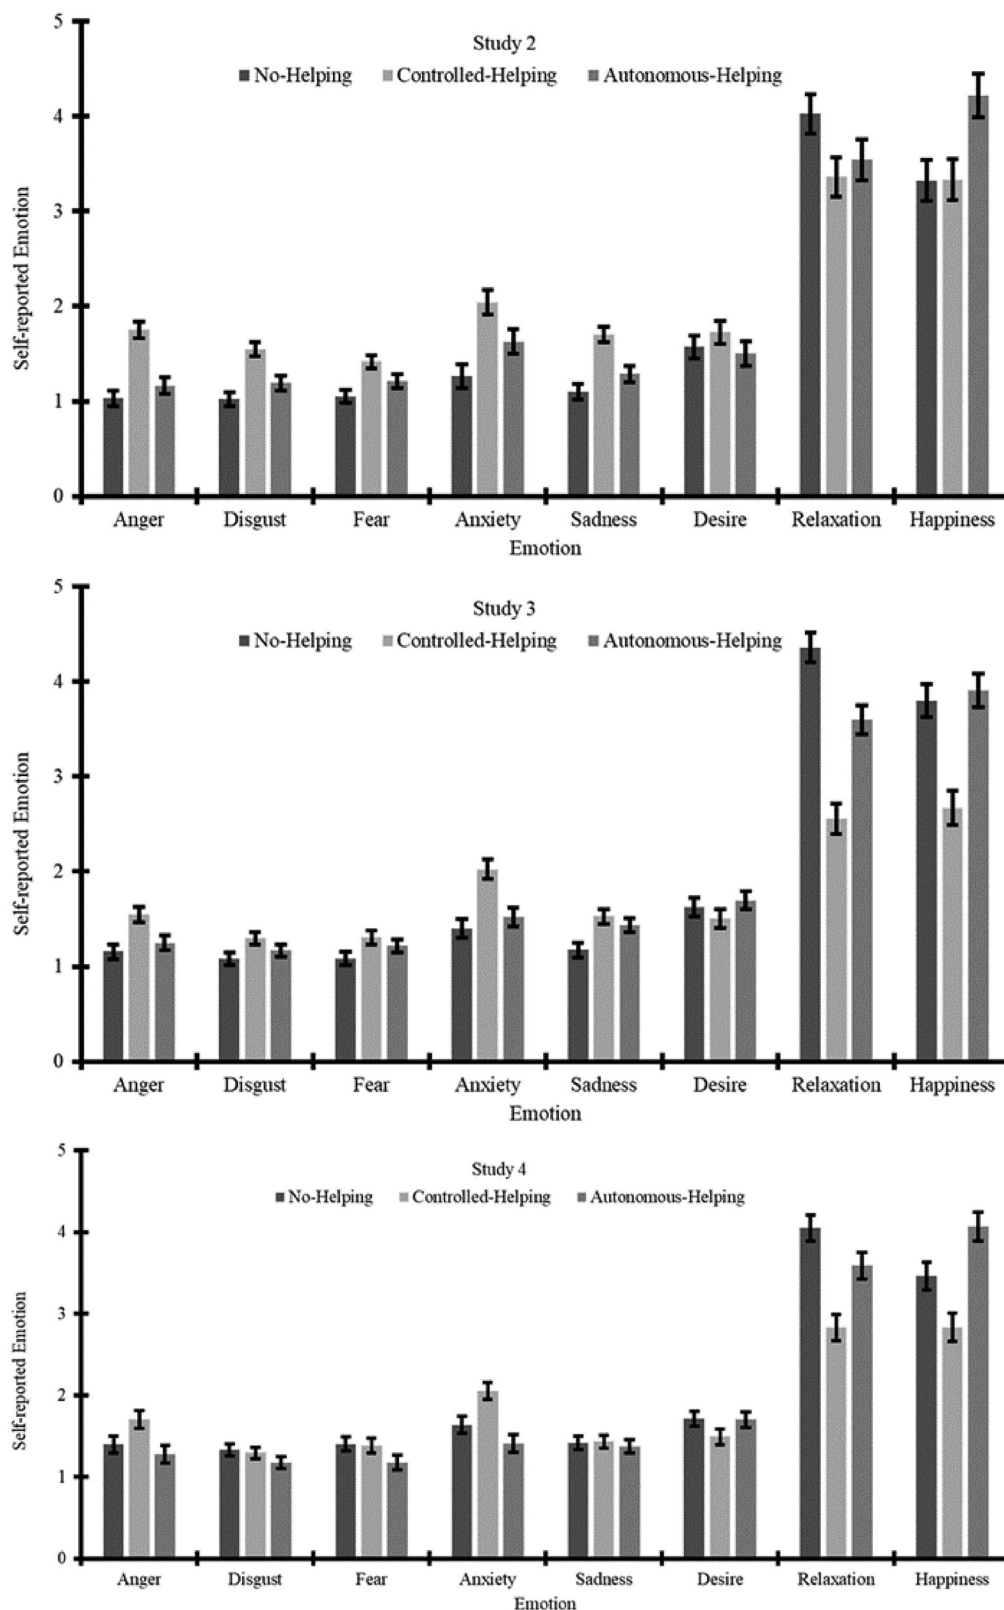 Study 2
No-Helping Controlled-Helping Autonomous-Helping
Self-reported Emotion
5
4
3
2
1
0
Anger Disgust Fear Anxiety Sadness Desire Relaxation Happiness
Emotion
Study 3
No-Helping Controlled-Helping Autonomous-Helping
Self-reported Emotion
5
4
3
2
1
0
Anger Disgust Fear Anxiety Sadness Desire Relaxation Happiness
Emotion
Study 4
No-Helping Controlled-Helping Autonomous-Helping
Self-reported Emotion
5
4
3
2
1
0
Anger Disgust Fear Anxiety Sadness Desire Relaxation Happiness
Emotion